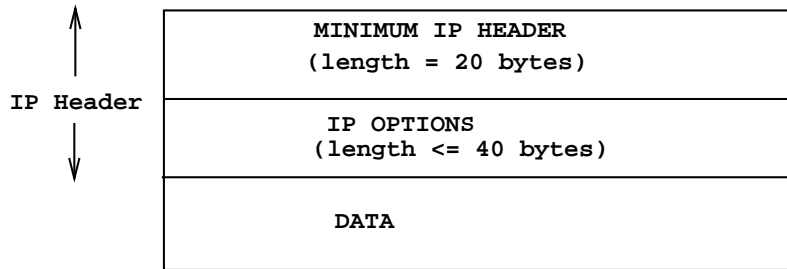 MINIMUM IP HEADER
(length = 20 bytes)
IP Header
IP OPTIONS
(length <= 40 bytes)
DATA